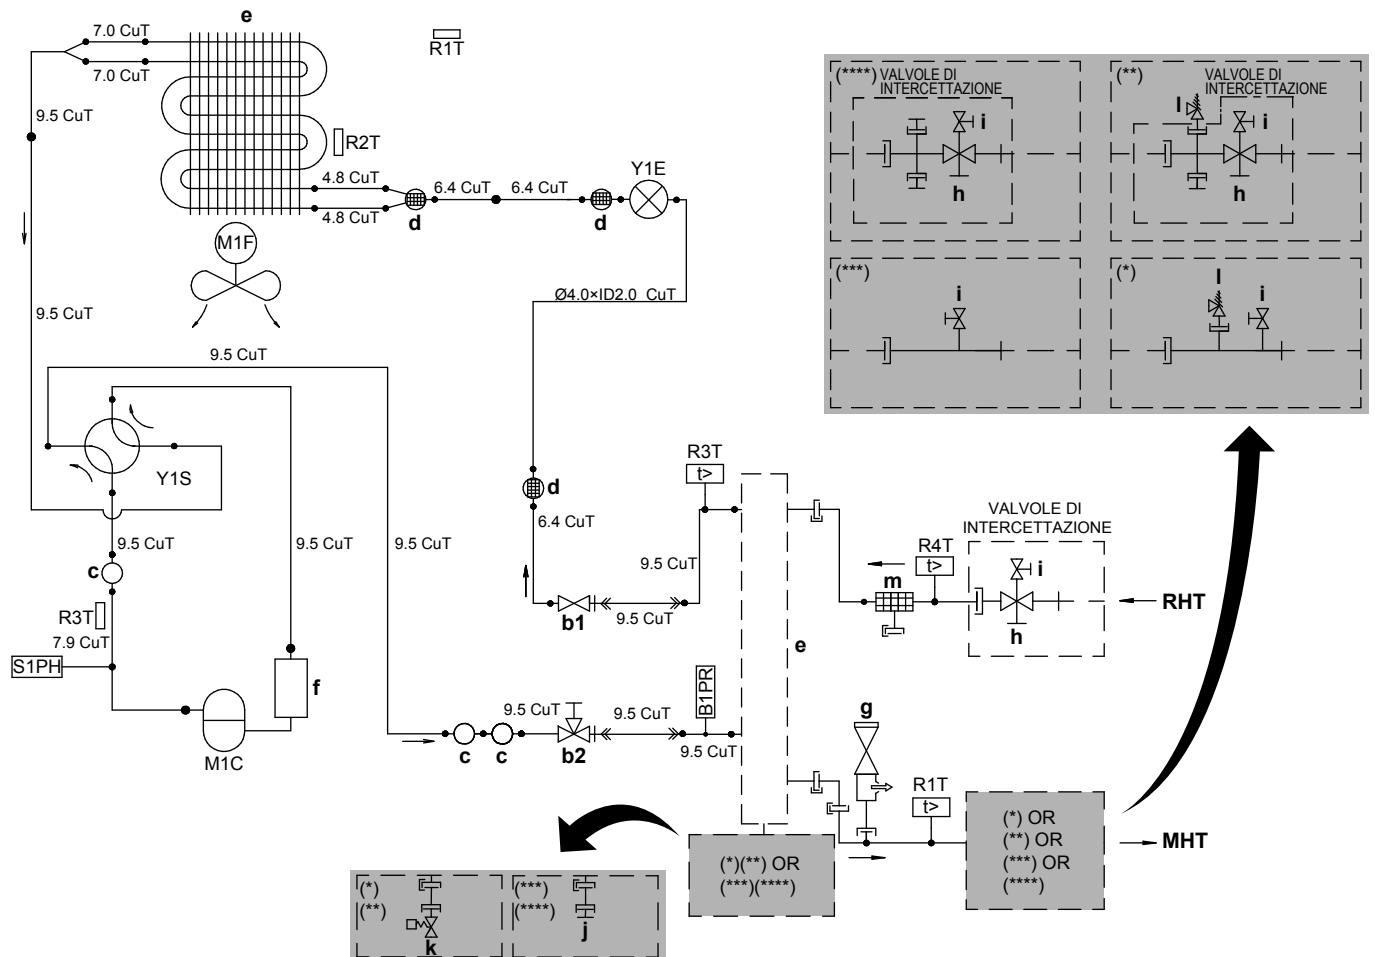 e
7.0 CuT
7.0 CuT
R1T
9.5 CuT
R2T
4.8 CuT
4.8 CuT
d
6.4 CuT
6.4 CuT
d
Y1E
M1F
9.5 CuT
Ø4.0×ID2.0 CuT
9.5 CuT
Y1S
9.5 CuT
9.5 CuT
9.5 CuT
c
R3T
7.9 CuT
S1PH
f
M1C
d
6.4 CuT
b1
9.5 CuT
9.5 CuT
R3T
t>
9.5 CuT
c
c
b2
9.5 CuT
B1PR
9.5 CuT
e
(****)
VALVOLE DI
INTERCETTAZIONE
i
h
(**)
VALVOLE DI
INTERCETTAZIONE
l
i
h
(***)
i
(*)
l
i
VALVOLE DI
INTERCETTAZIONE
R4T
t>
m
i
h
RHT
g
R1T
t>
(*) OR
(**) OR
(***) OR
(****)
MHT
(*)(**) OR
(***)(****)
(*)
(**)
k
(***)
(****)
j